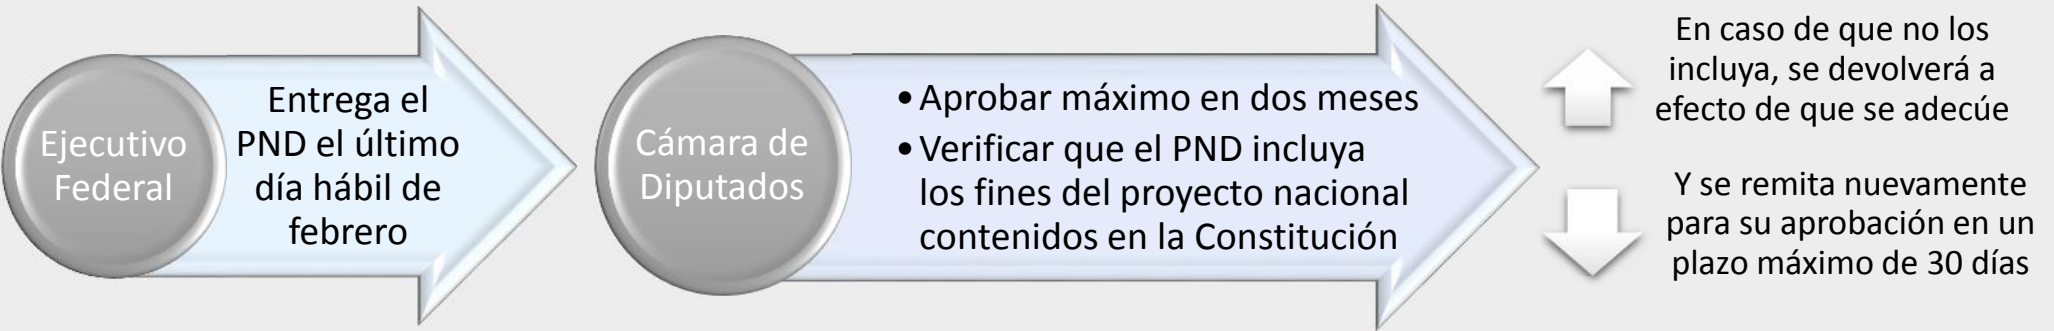 Ejecutivo
Federal
Entrega el
PND el último
día hábil de
febrero
Cámara de
Diputados
•Aprobar máximo en dos meses
•Verificar que el PND incluya
los fines del proyecto nacional
contenidos en la Constitución
En caso de que no los
incluya, se devolverá a
efecto de que se adecúe
Y se remita nuevamente
para su aprobación en un
plazo máximo de 30 días